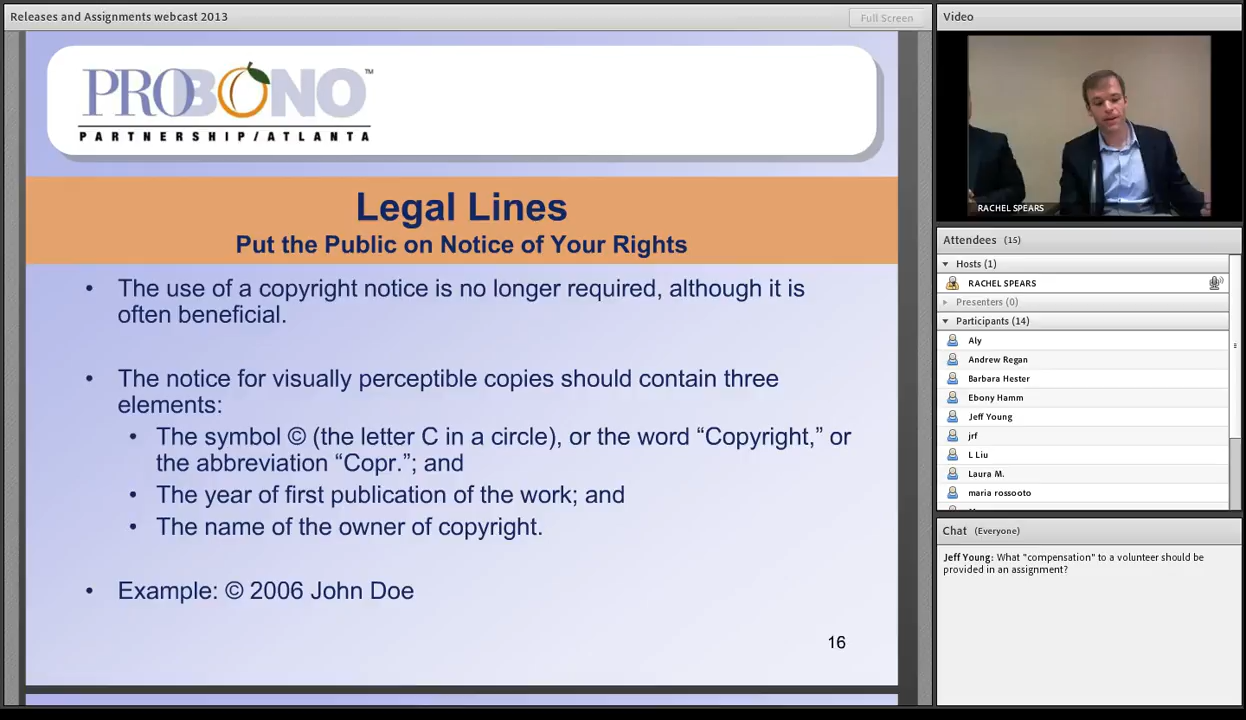 Releases and Assignments webcast 2013
Full Screen
PROBONO™
PARTNERSHIP/ATLANTA
Legal Lines
Put the Public on Notice of Your Rights
• The use of a copyright notice is no longer required, although it is
often beneficial.
• The notice for visually perceptible copies should contain three
elements:
• The symbol © (the letter C in a circle), or the word “Copyright,” or
the abbreviation “Copr.”; and
• The year of first publication of the work; and
• The name of the owner of copyright.
• Example: © 2006 John Doe
16
Video
RACHEL SPEARS
Attendees (15)
Hosts (1)
RACHEL SPEARS
Presenters (0)
Participants (14)
Aly
Andrew Regan
Barbara Hester
Ebony Hamm
Jeff Young
jrf
L Liu
Laura M.
maria rossooto
Chat (Everyone)
Jeff Young: What "compensation" to a volunteer should be
provided in an assignment?